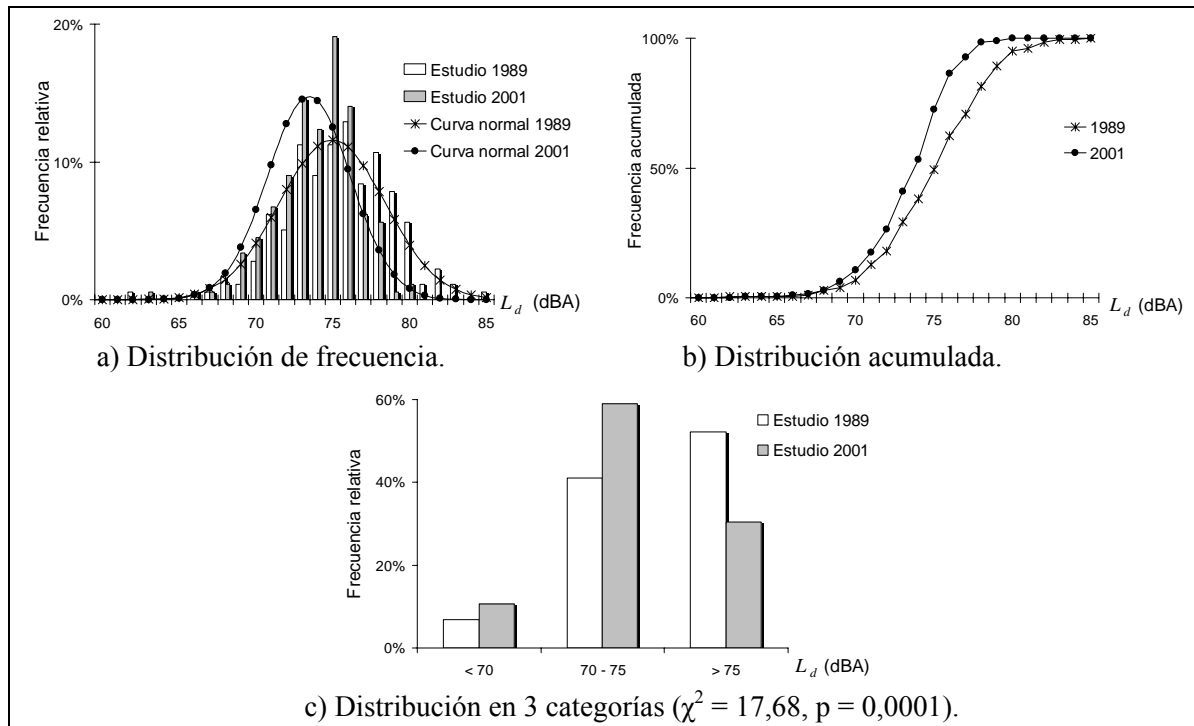 20%
10%
0%
Frecuencia relativa
Estudio 1989
Estudio 2001
Curva normal 1989
Curva normal 2001
60 65 70 75 80 85
L_d (dBA)
a) Distribución de frecuencia.
100%
50%
0%
Frecuencia acumulada
1989
2001
60 65 70 75 80 85
L_d (dBA)
b) Distribución acumulada.
60%
40%
20%
0%
Frecuencia relativa
Estudio 1989
Estudio 2001
< 70 70 - 75 > 75
L_d (dBA)
c) Distribución en 3 categorías (χ² = 17,68, p = 0,0001).